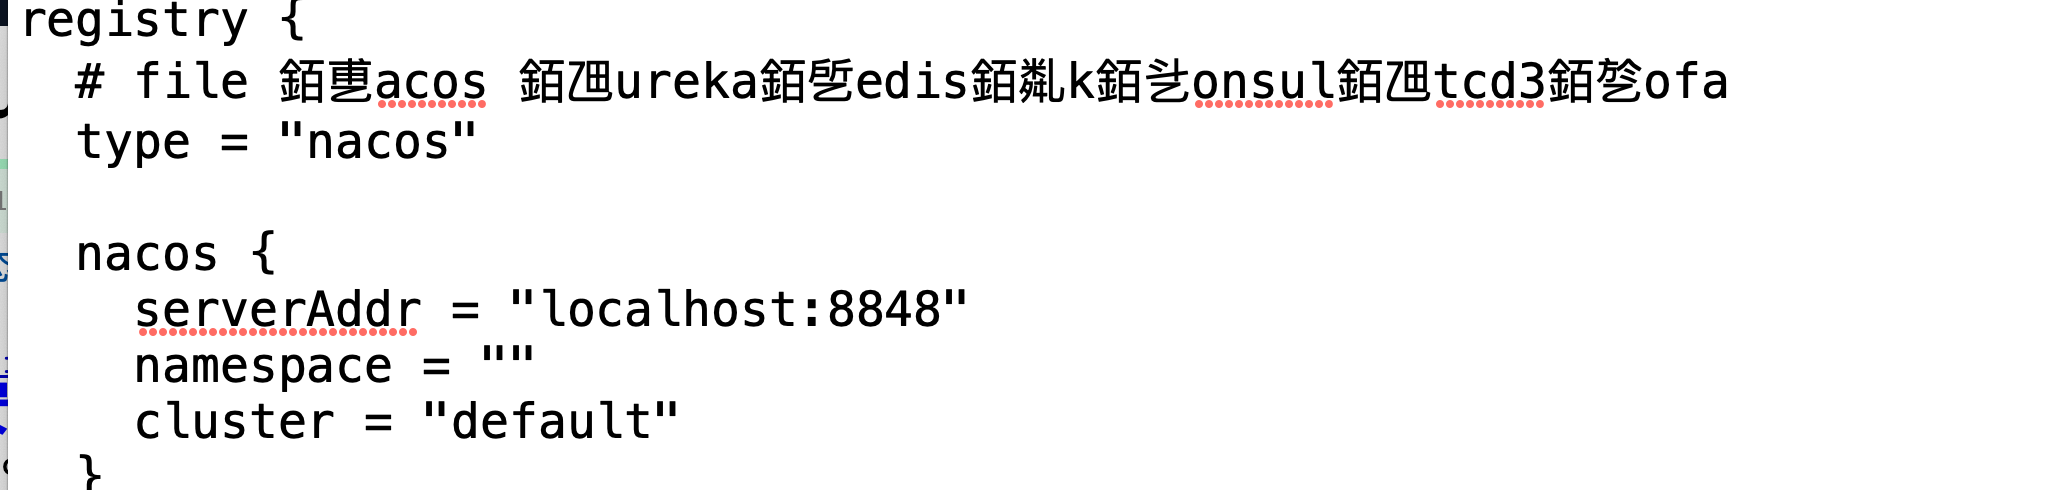 registry {
# file 銆乶acos 銆乪ureka銆乺edis銆亃k銆乧onsul銆乪tcd3銆乻ofa
type = "nacos"
nacos {
serverAddr = "localhost:8848"
namespace = ""
cluster = "default"
}